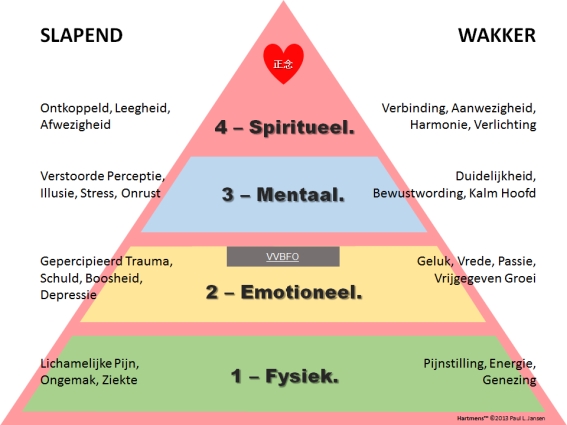 SLAPEND
WAKKER
正念
Ontkoppeld, Leegheid,
Afwezigheid
4 – Spiritueel.
Verbinding, Aanwezigheid,
Harmonie, Verlichting
Verstoorde Perceptie,
Illusie, Stress, Onrust
3 – Mentaal.
Duidelijkheid,
Bewustwording, Kalm Hoofd
Gepercipieerd Trauma,
Schuld, Boosheid,
Depressie
VVBFO
2 – Emotioneel.
Geluk, Vrede, Passie,
Vrijgegeven Groei
Lichamelijke Pijn,
Ongemak, Ziekte
1 – Fysiek.
Pijnstilling, Energie,
Genezing
Hartmens™ ©2013 Paul L. Jansen